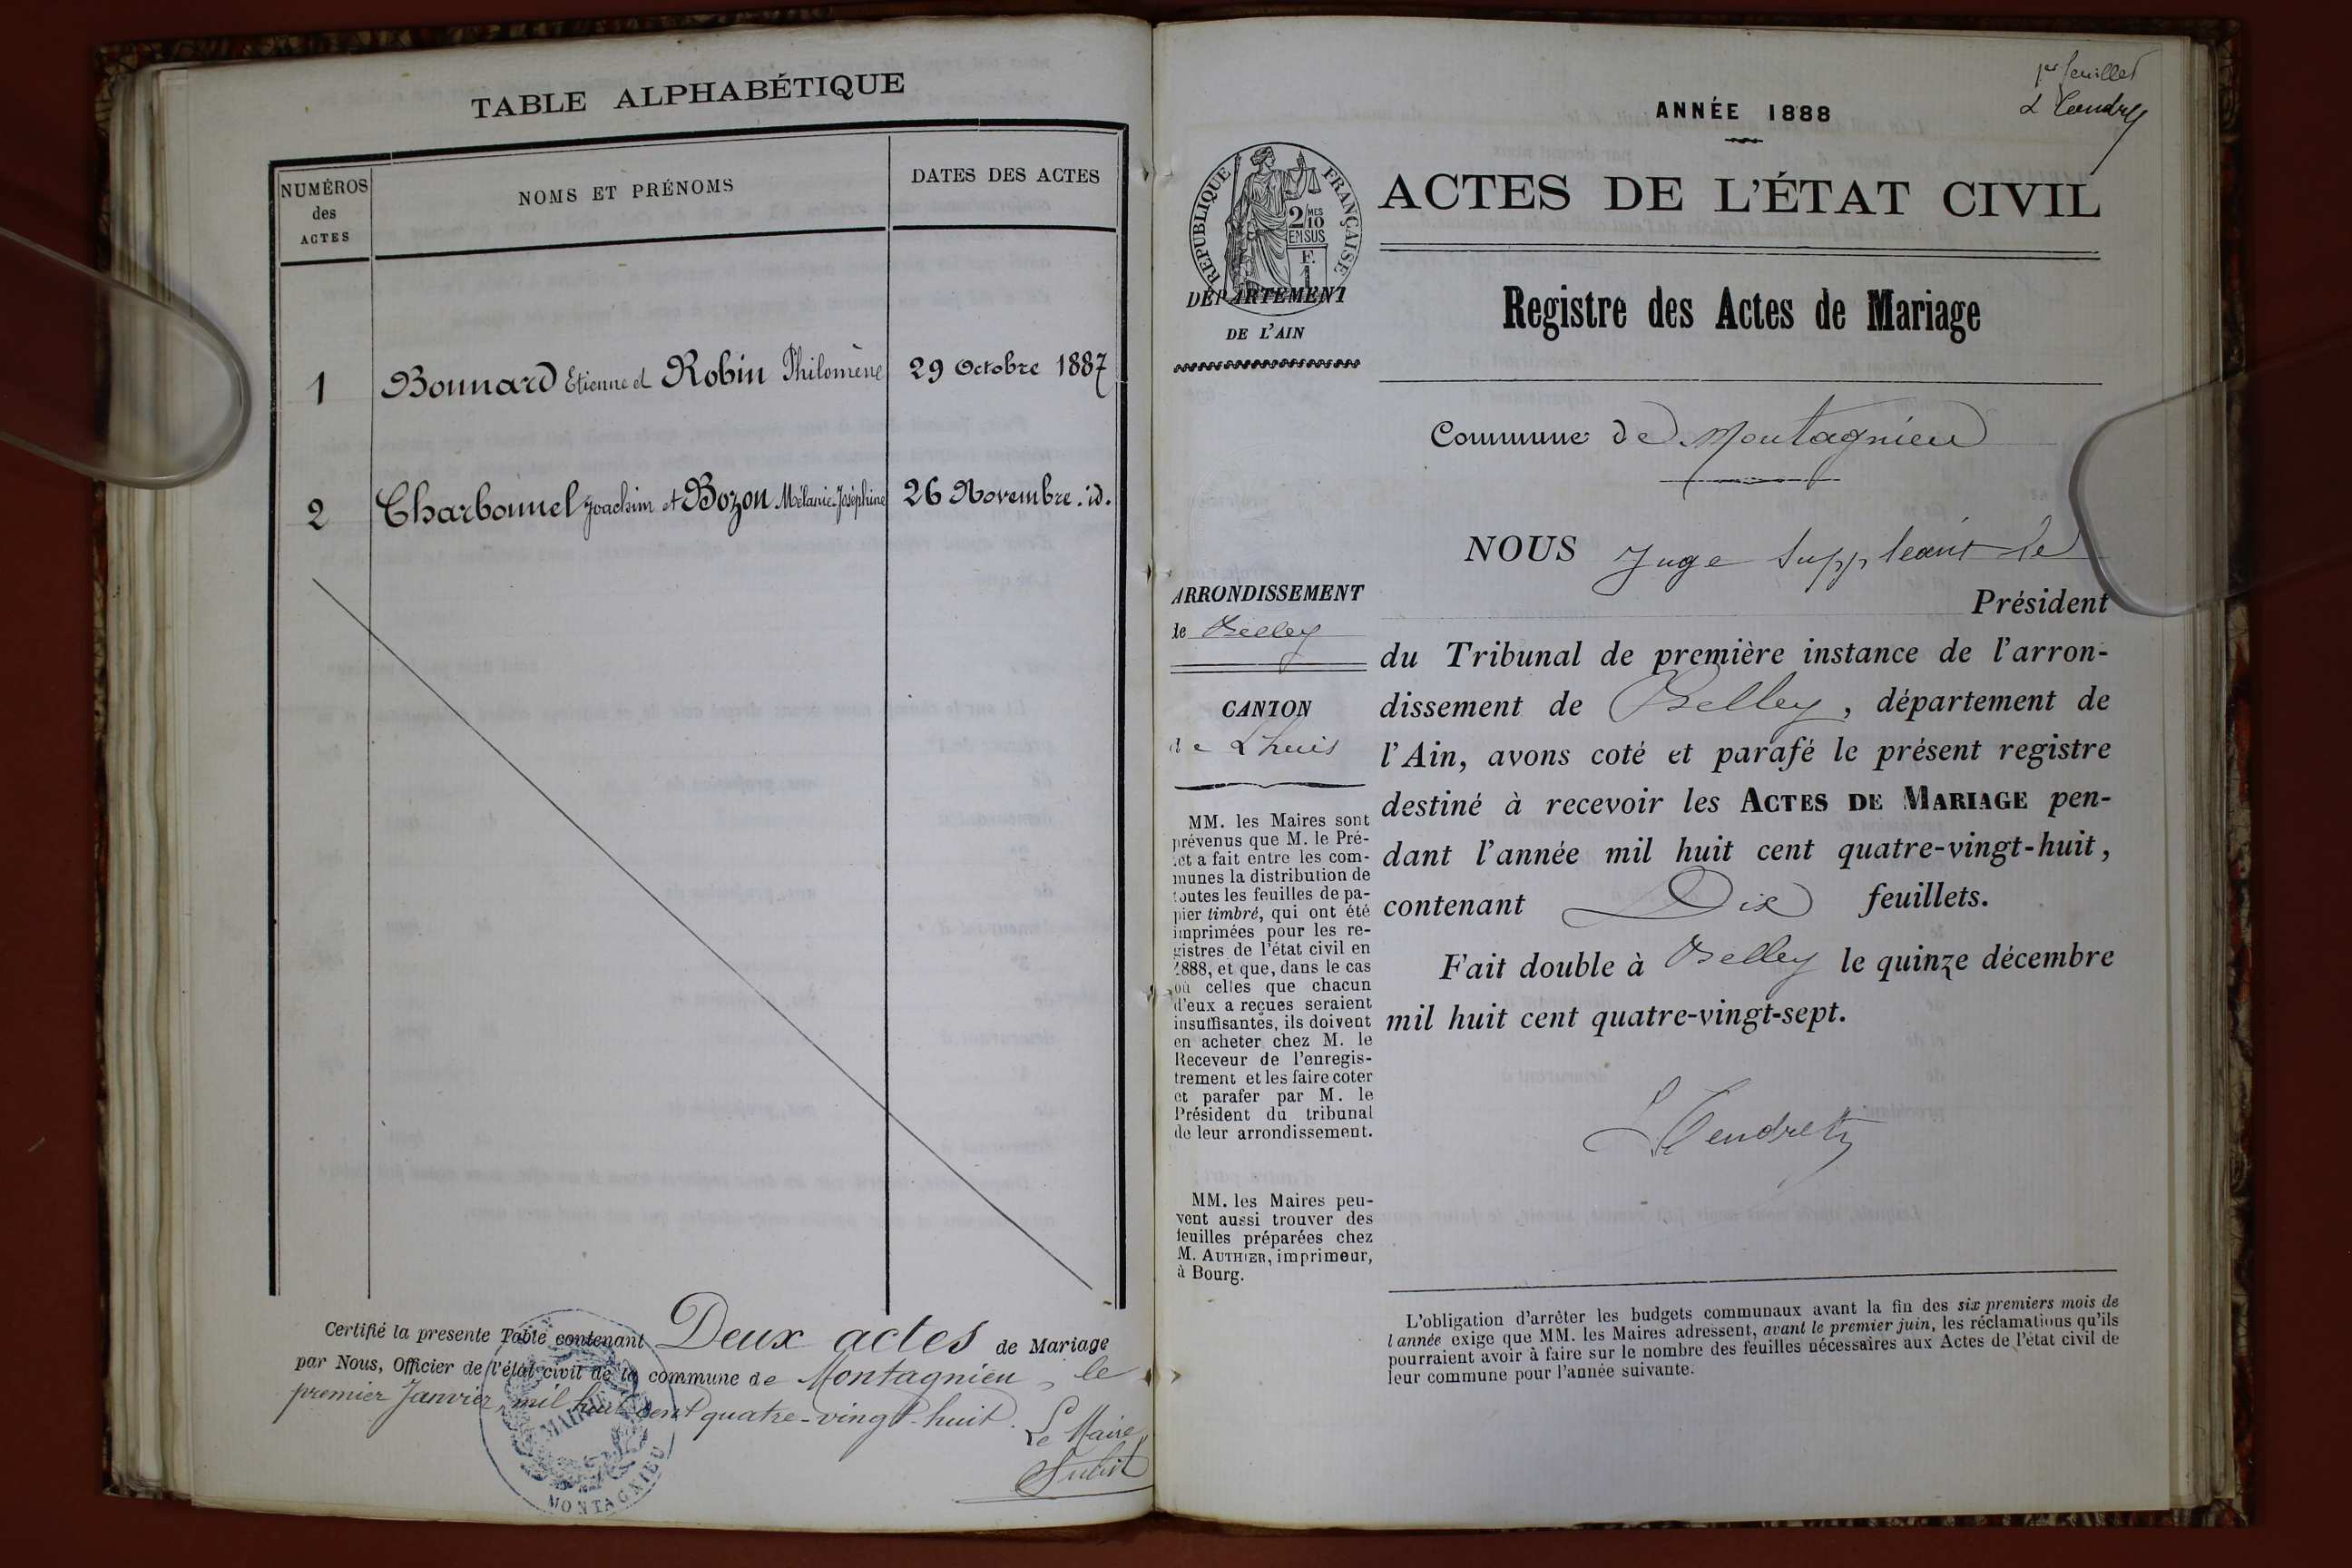 TABLE ALPHABÉTIQUE
NUMÉROS
des
ACTES
NOMS ET PRÉNOMS
DATES DES ACTES
1 Bonnard Etienne et Robin Philomène 29 Octobre 1887
2 Charbonnel Joachim et Bozon Mélanie-Joséphine 26 Novembre. id.
Certifié la presente Table contenant Deux actes de Mariage
par Nous, Officier de l'état civil de la commune de Montagnieu, le
premier Janvier, mil huit cent quatre-vingt-huit.
Le Maire
MAIRIE
MONTAGNIEU
1er feuillet
ANNÉE 1888
ACTES DE L'ÉTAT CIVIL
RÉPUBLIQUE FRANÇAISE
2/10 MES
EN SUS
F.
1
DÉPARTEMENT
DE L'AIN
Registre des Actes de Mariage
Commune de Montagnieu
ARRONDISSEMENT
de Belley
CANTON
de Lhuis
MM. les Maires sont
prévenus que M. le Pré-
fet a fait entre les com-
munes la distribution de
toutes les feuilles de pa-
pier timbré, qui ont été
imprimées pour les re-
gistres de l'état civil en
1888, et que, dans le cas
où celles que chacun
d'eux a reçues seraient
insuffisantes, ils doivent
en acheter chez M. le
Receveur de l'enregis-
trement et les faire coter
et parafer par M. le
Président du tribunal
de leur arrondissement.
MM. les Maires peu-
vent aussi trouver des
feuilles préparées chez
M. AUTHIER, imprimeur,
à Bourg.
NOUS Juge Suppléant le
Président
du Tribunal de première instance de l'arron-
dissement de Belley, département de
l'Ain, avons coté et parafé le présent registre
destiné à recevoir les ACTES DE MARIAGE pen-
dant l'année mil huit cent quatre-vingt-huit,
contenant Dix feuillets.
Fait double à Belley le quinze décembre
mil huit cent quatre-vingt-sept.
L'obligation d'arrêter les budgets communaux avant la fin des six premiers mois de
l'année exige que MM. les Maires adressent, avant le premier juin, les réclamations qu'ils
pourraient avoir à faire sur le nombre des feuilles nécessaires aux Actes de l'état civil de
leur commune pour l'année suivante.